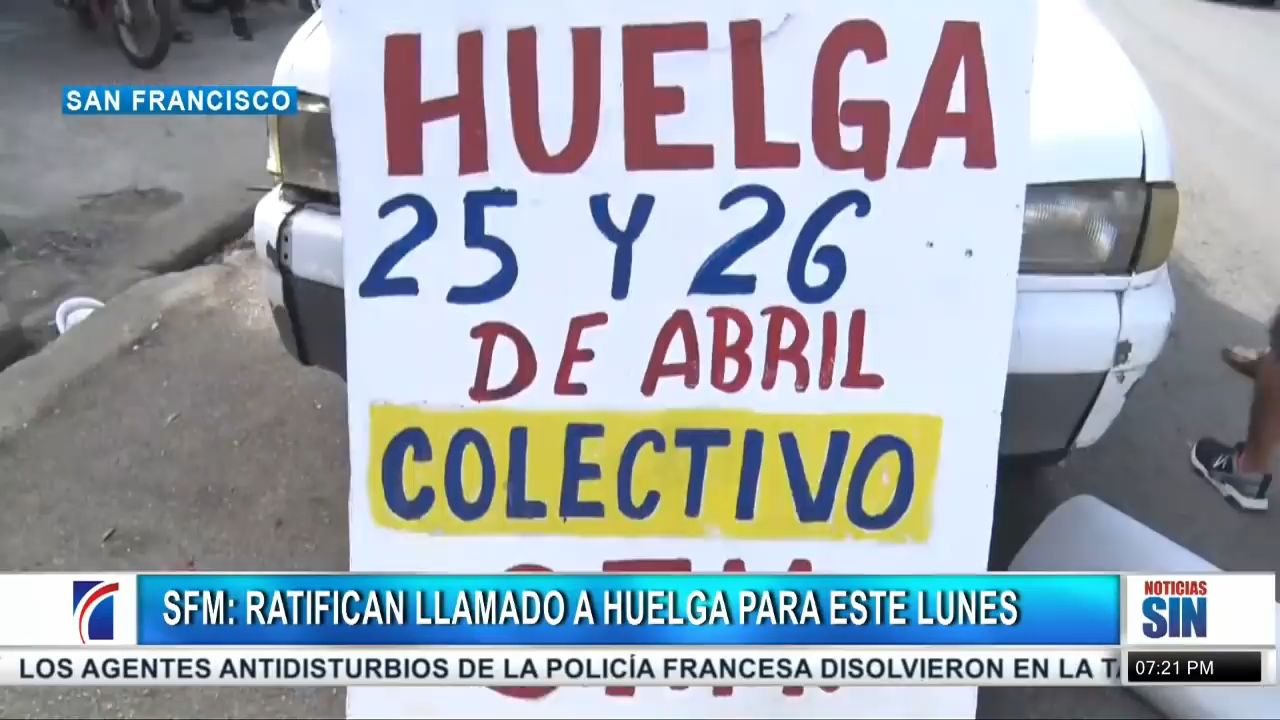 HUELGA
SAN FRANCISCO
25 Y 26
DE ABRIL
COLECTIVO
SFM: RATIFICAN LLAMADO A HUELGA PARA ESTE LUNES
NOTICIAS
SIN
LOS AGENTES ANTIDISTURBIOS DE LA POLICÍA FRANCESA DISOLVIERON EN LA
07:21 PM